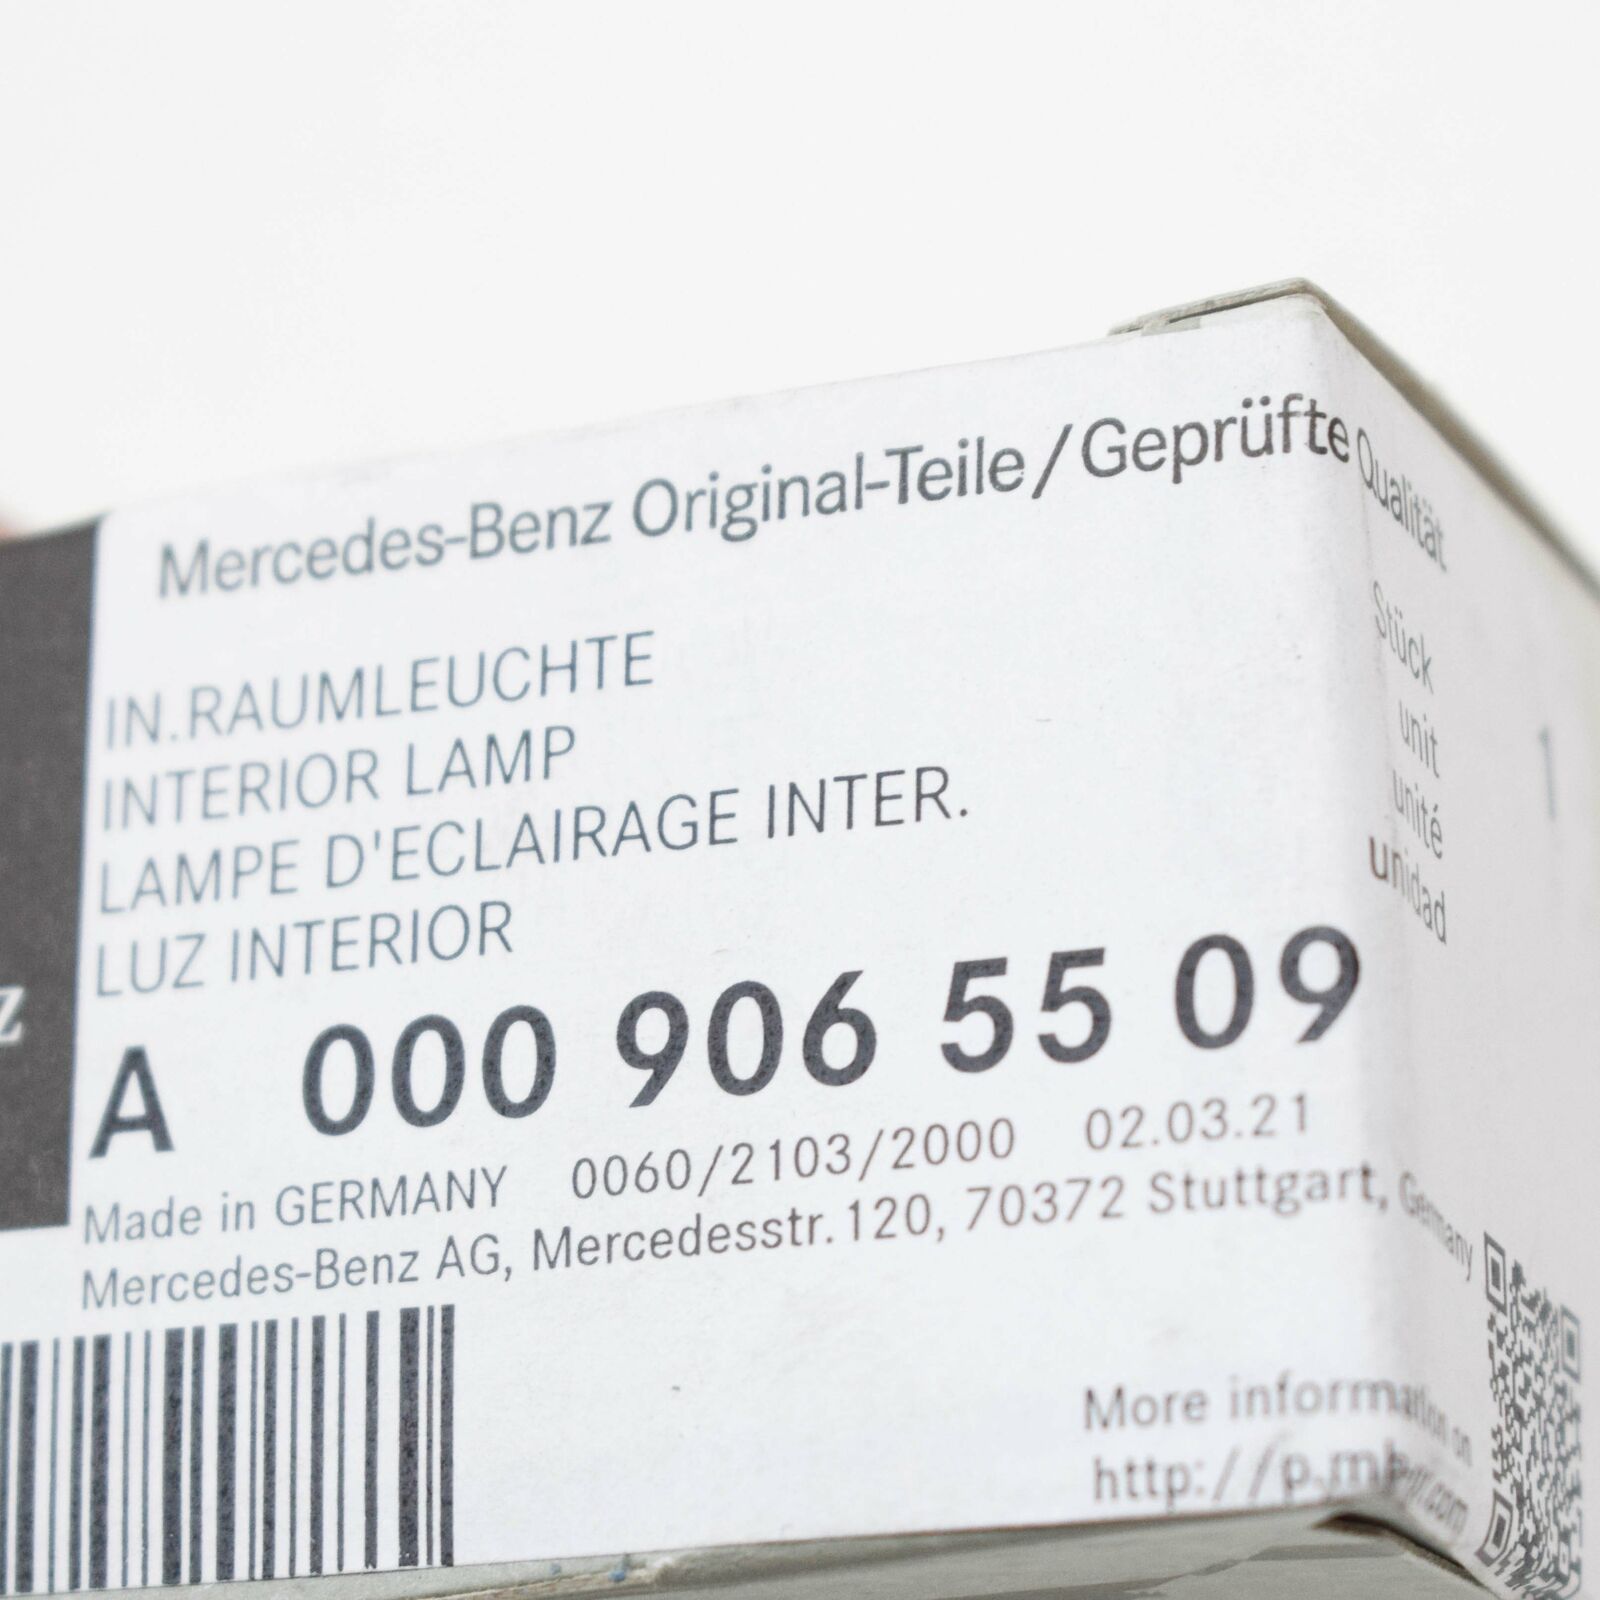 Mercedes-Benz Original-Teile/Geprüfte Qualität
IN.RAUMLEUCHTE
INTERIOR LAMP
LAMPE D'ECLAIRAGE INTER.
LUZ INTERIOR
Stück
unit
unité
unidad
1
z
A 000 906 55 09
Made in GERMANY 0060/2103/2000 02.03.21
Mercedes-Benz AG, Mercedesstr.120, 70372 Stuttgart, Germany
More information on